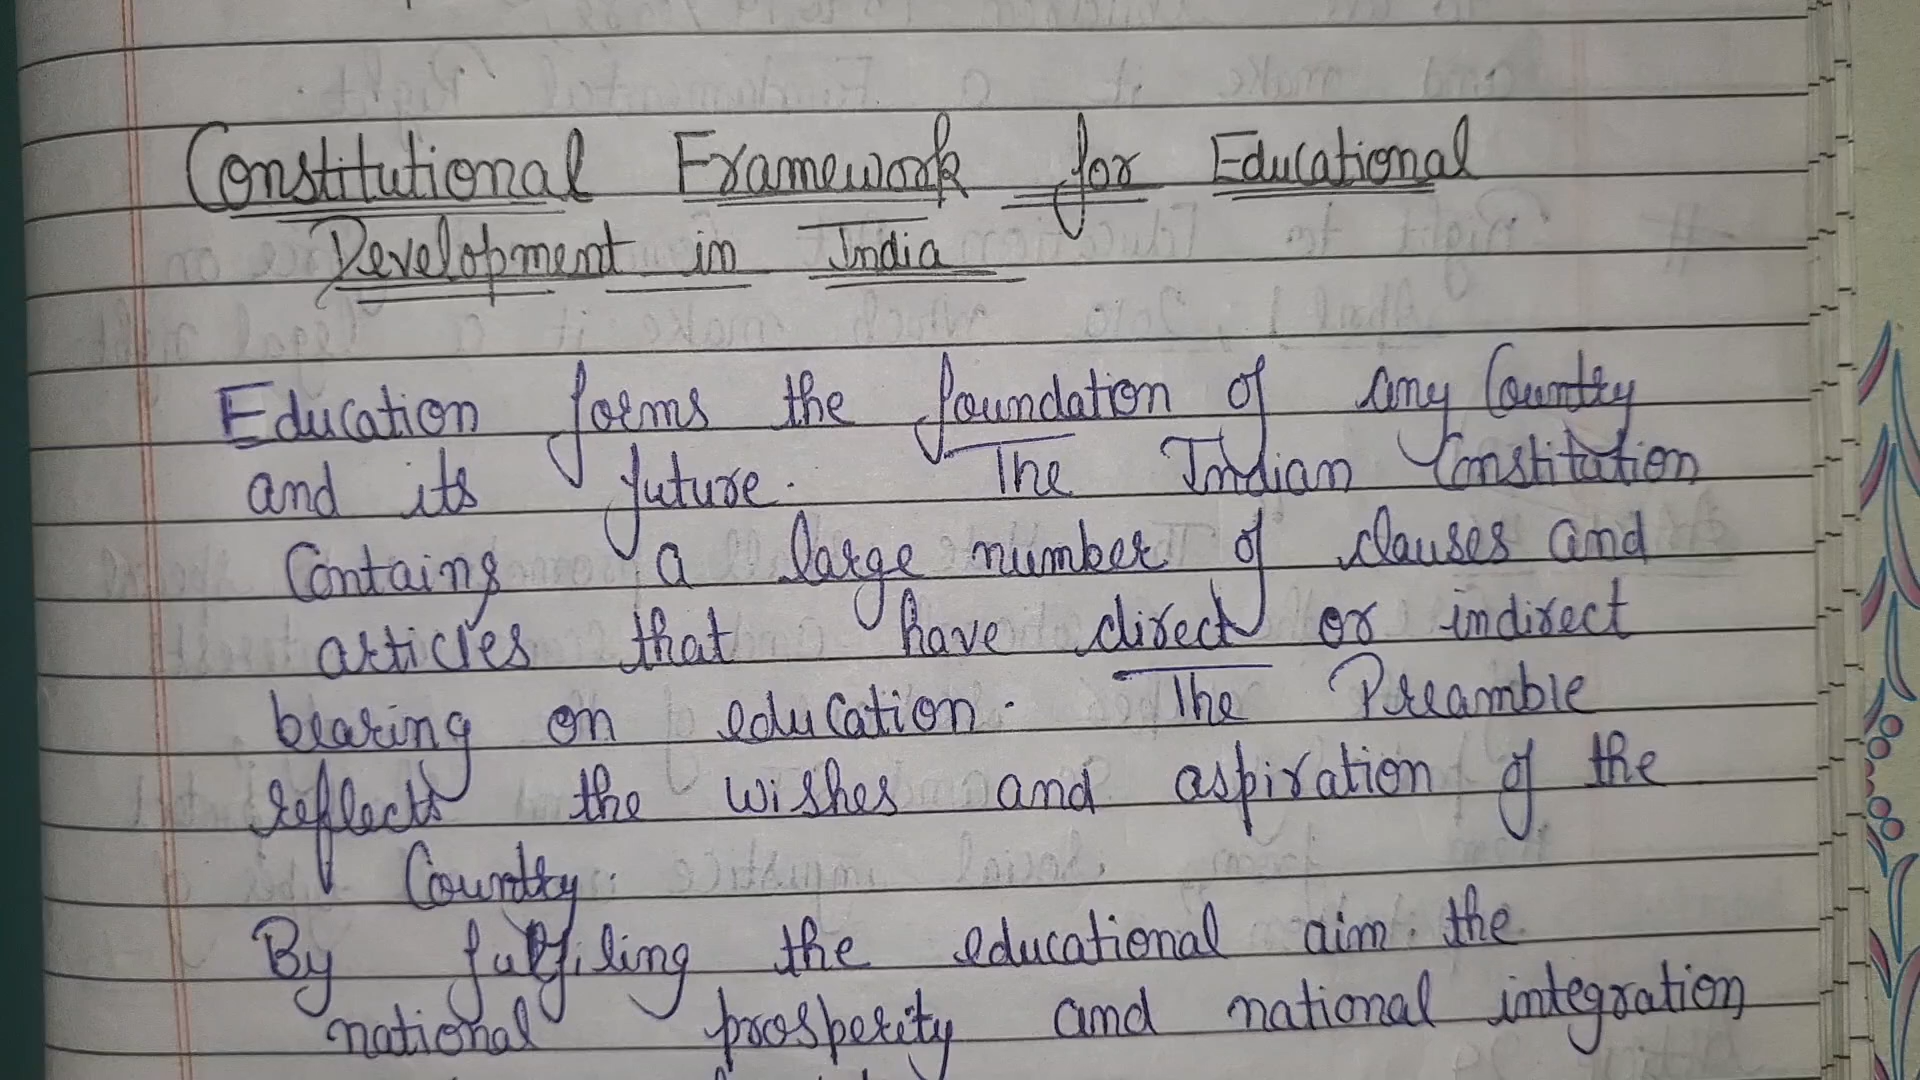 Constitutional Framework for Educational
Development in India
Education forms the foundation of any Country
and its future. The Indian Constitution
Contains a large number of clauses and
articles that have direct or indirect
bearing on education. The Preamble
reflects the wishes and aspiration of the
Country.
By fulfiling the educational aim the
national prosperity and national integration